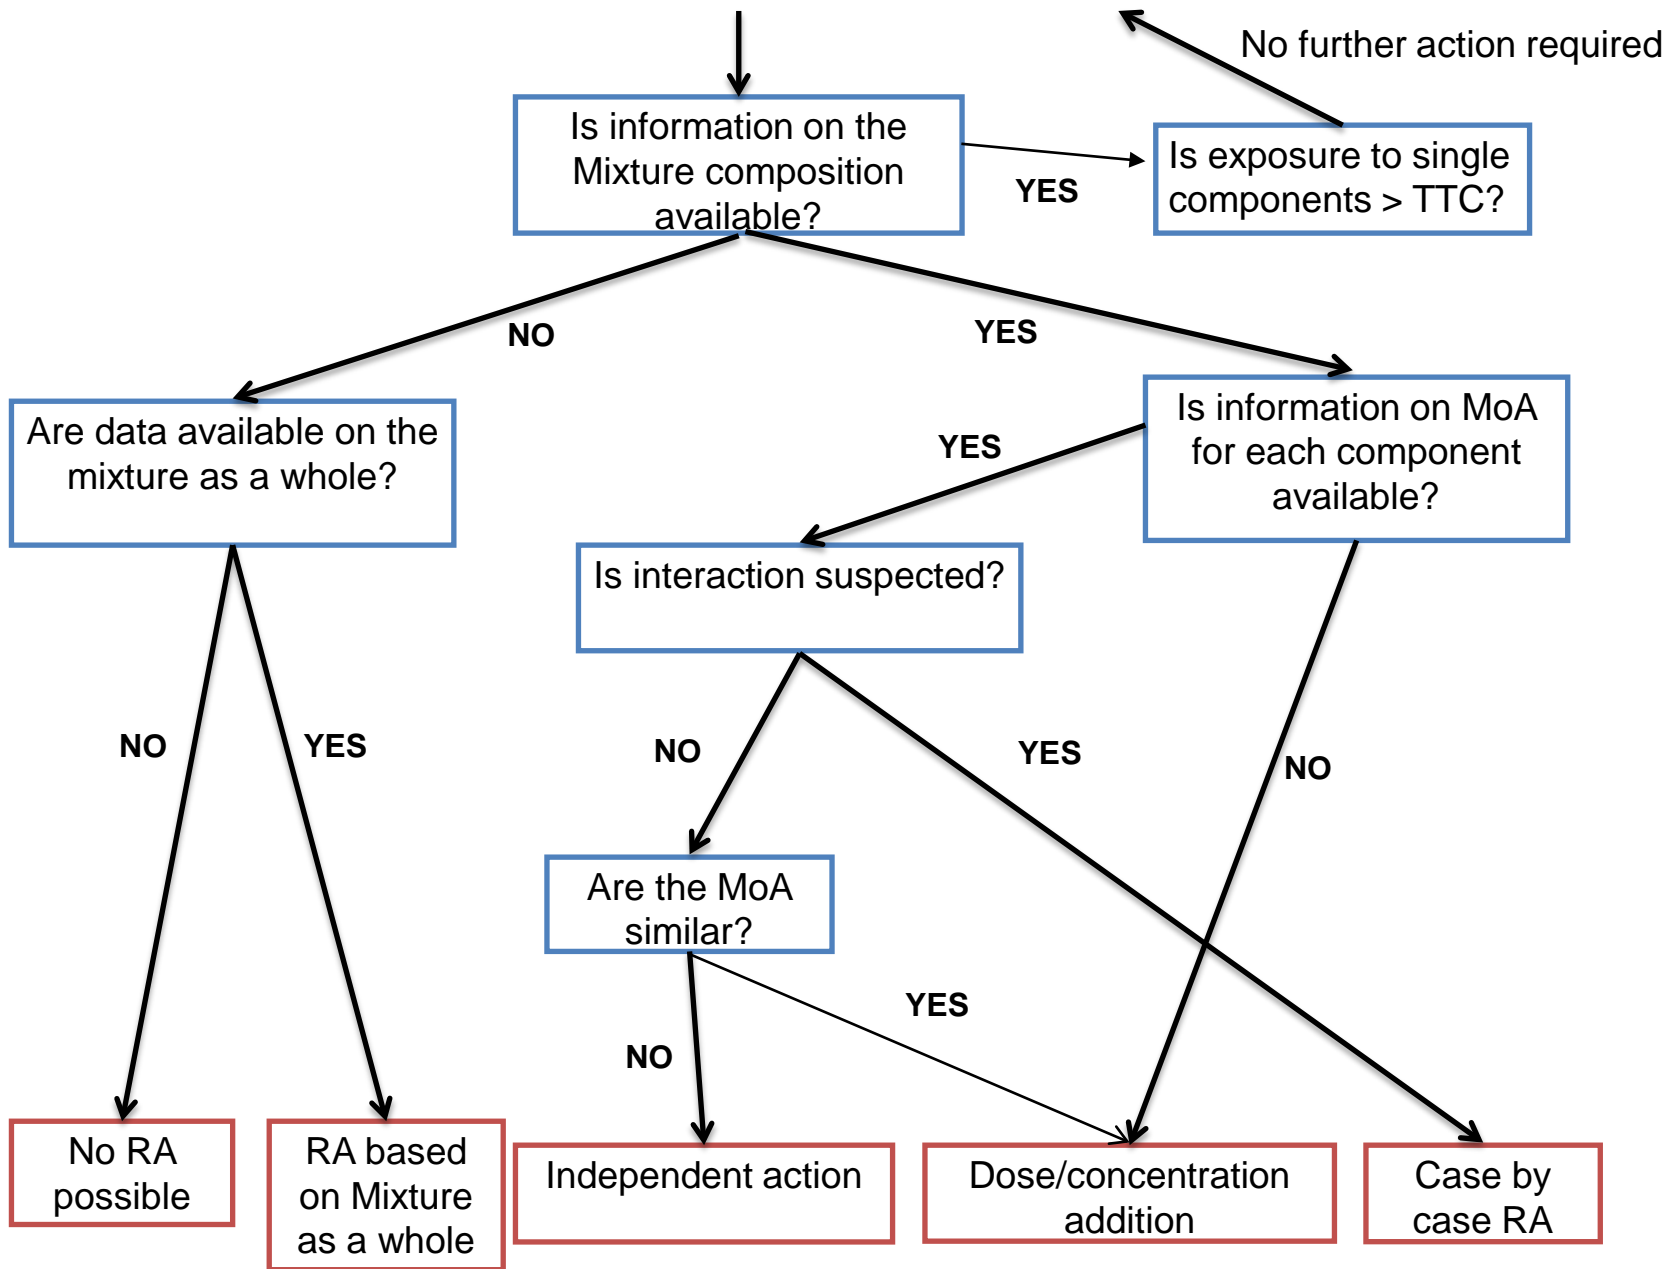 No further action required
Is information on the
Mixture composition
available?
YES
Is exposure to single
components > TTC?
NO
YES
Are data available on the
mixture as a whole?
YES
Is information on MoA
for each component
available?
Is interaction suspected?
NO
YES
NO
YES
NO
Are the MoA
similar?
YES
NO
No RA
possible
RA based
on Mixture
as a whole
Independent action
Dose/concentration
addition
Case by
case RA